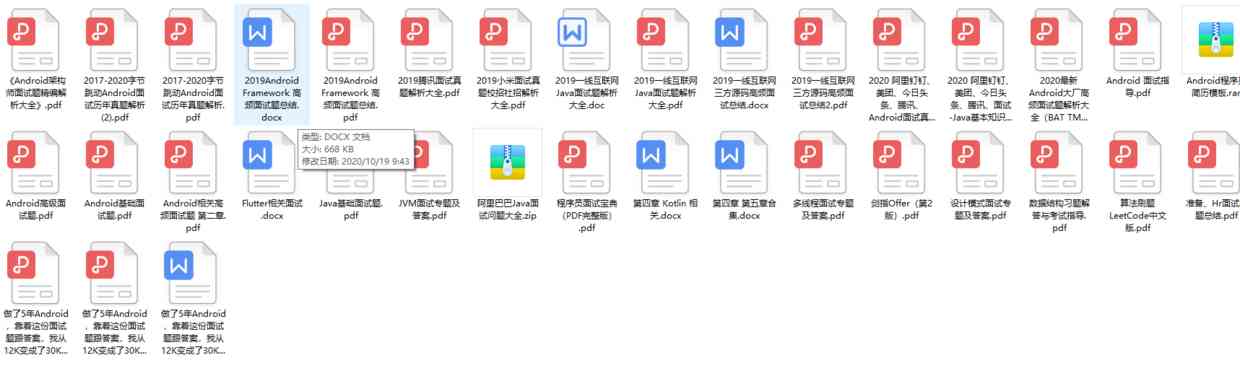 《Android架构
师面试题精编解
析大全》.pdf
2017-2020字节
跳动Android面
试历年真题解析
(2).pdf
2017-2020字节
跳动Android面
试历年真题解析.
pdf
2019Android
Framework 高
频面试题总结.
docx
2019Android
Framework 高
频面试题总结.
pdf
2019腾讯面试真
题解析大全.pdf
2019小米面试真
题校招社招解析
大全.pdf
2019一线互联网
Java面试题解析
大全.doc
2019一线互联网
Java面试题解析
大全.pdf
2019一线互联网
三方源码高频面
试总结.docx
2019一线互联网
三方源码高频面
试总结2.pdf
2020 阿里钉钉、
美团、今日头
条、腾讯、
Android面试真...
2020 阿里钉钉、
美团、今日头
条、腾讯、面试
-Java基本知识...
2020最新
Android大厂高
频面试题解析大
全（BAT TM...
Android 面试指
导.pdf
Android程序
简历模板.rar
类型: DOCX 文档
大小: 668 KB
修改日期: 2020/10/19 9:43
Android高级面
试题.pdf
Android基础面
试题.pdf
Android相关高
频面试题 第二章.
pdf
Flutter相关面试
.docx
Java基础面试题.
pdf
JVM面试专题及
答案.pdf
阿里巴巴Java面
试问题大全.zip
程序员面试宝典
（PDF完整版）
.pdf
第四章 Kotlin 相
关.docx
第四章 第五章合
集.docx
多线程面试专题
及答案.pdf
剑指Offer（第2
版）.pdf
设计模式面试专
题及答案.pdf
数据结构习题解
答与考试指导.
pdf
算法刷题
LeetCode中文
版.pdf
准备、Hr面试
题总结.pdf
做了5年Android
，靠着这份面试
题跟答案，我从
12K变成了30K...
做了5年Android
，靠着这份面试
题跟答案，我从
12K变成了30K...
做了5年Android
，靠着这份面试
题跟答案，我从
12K变成了30K...